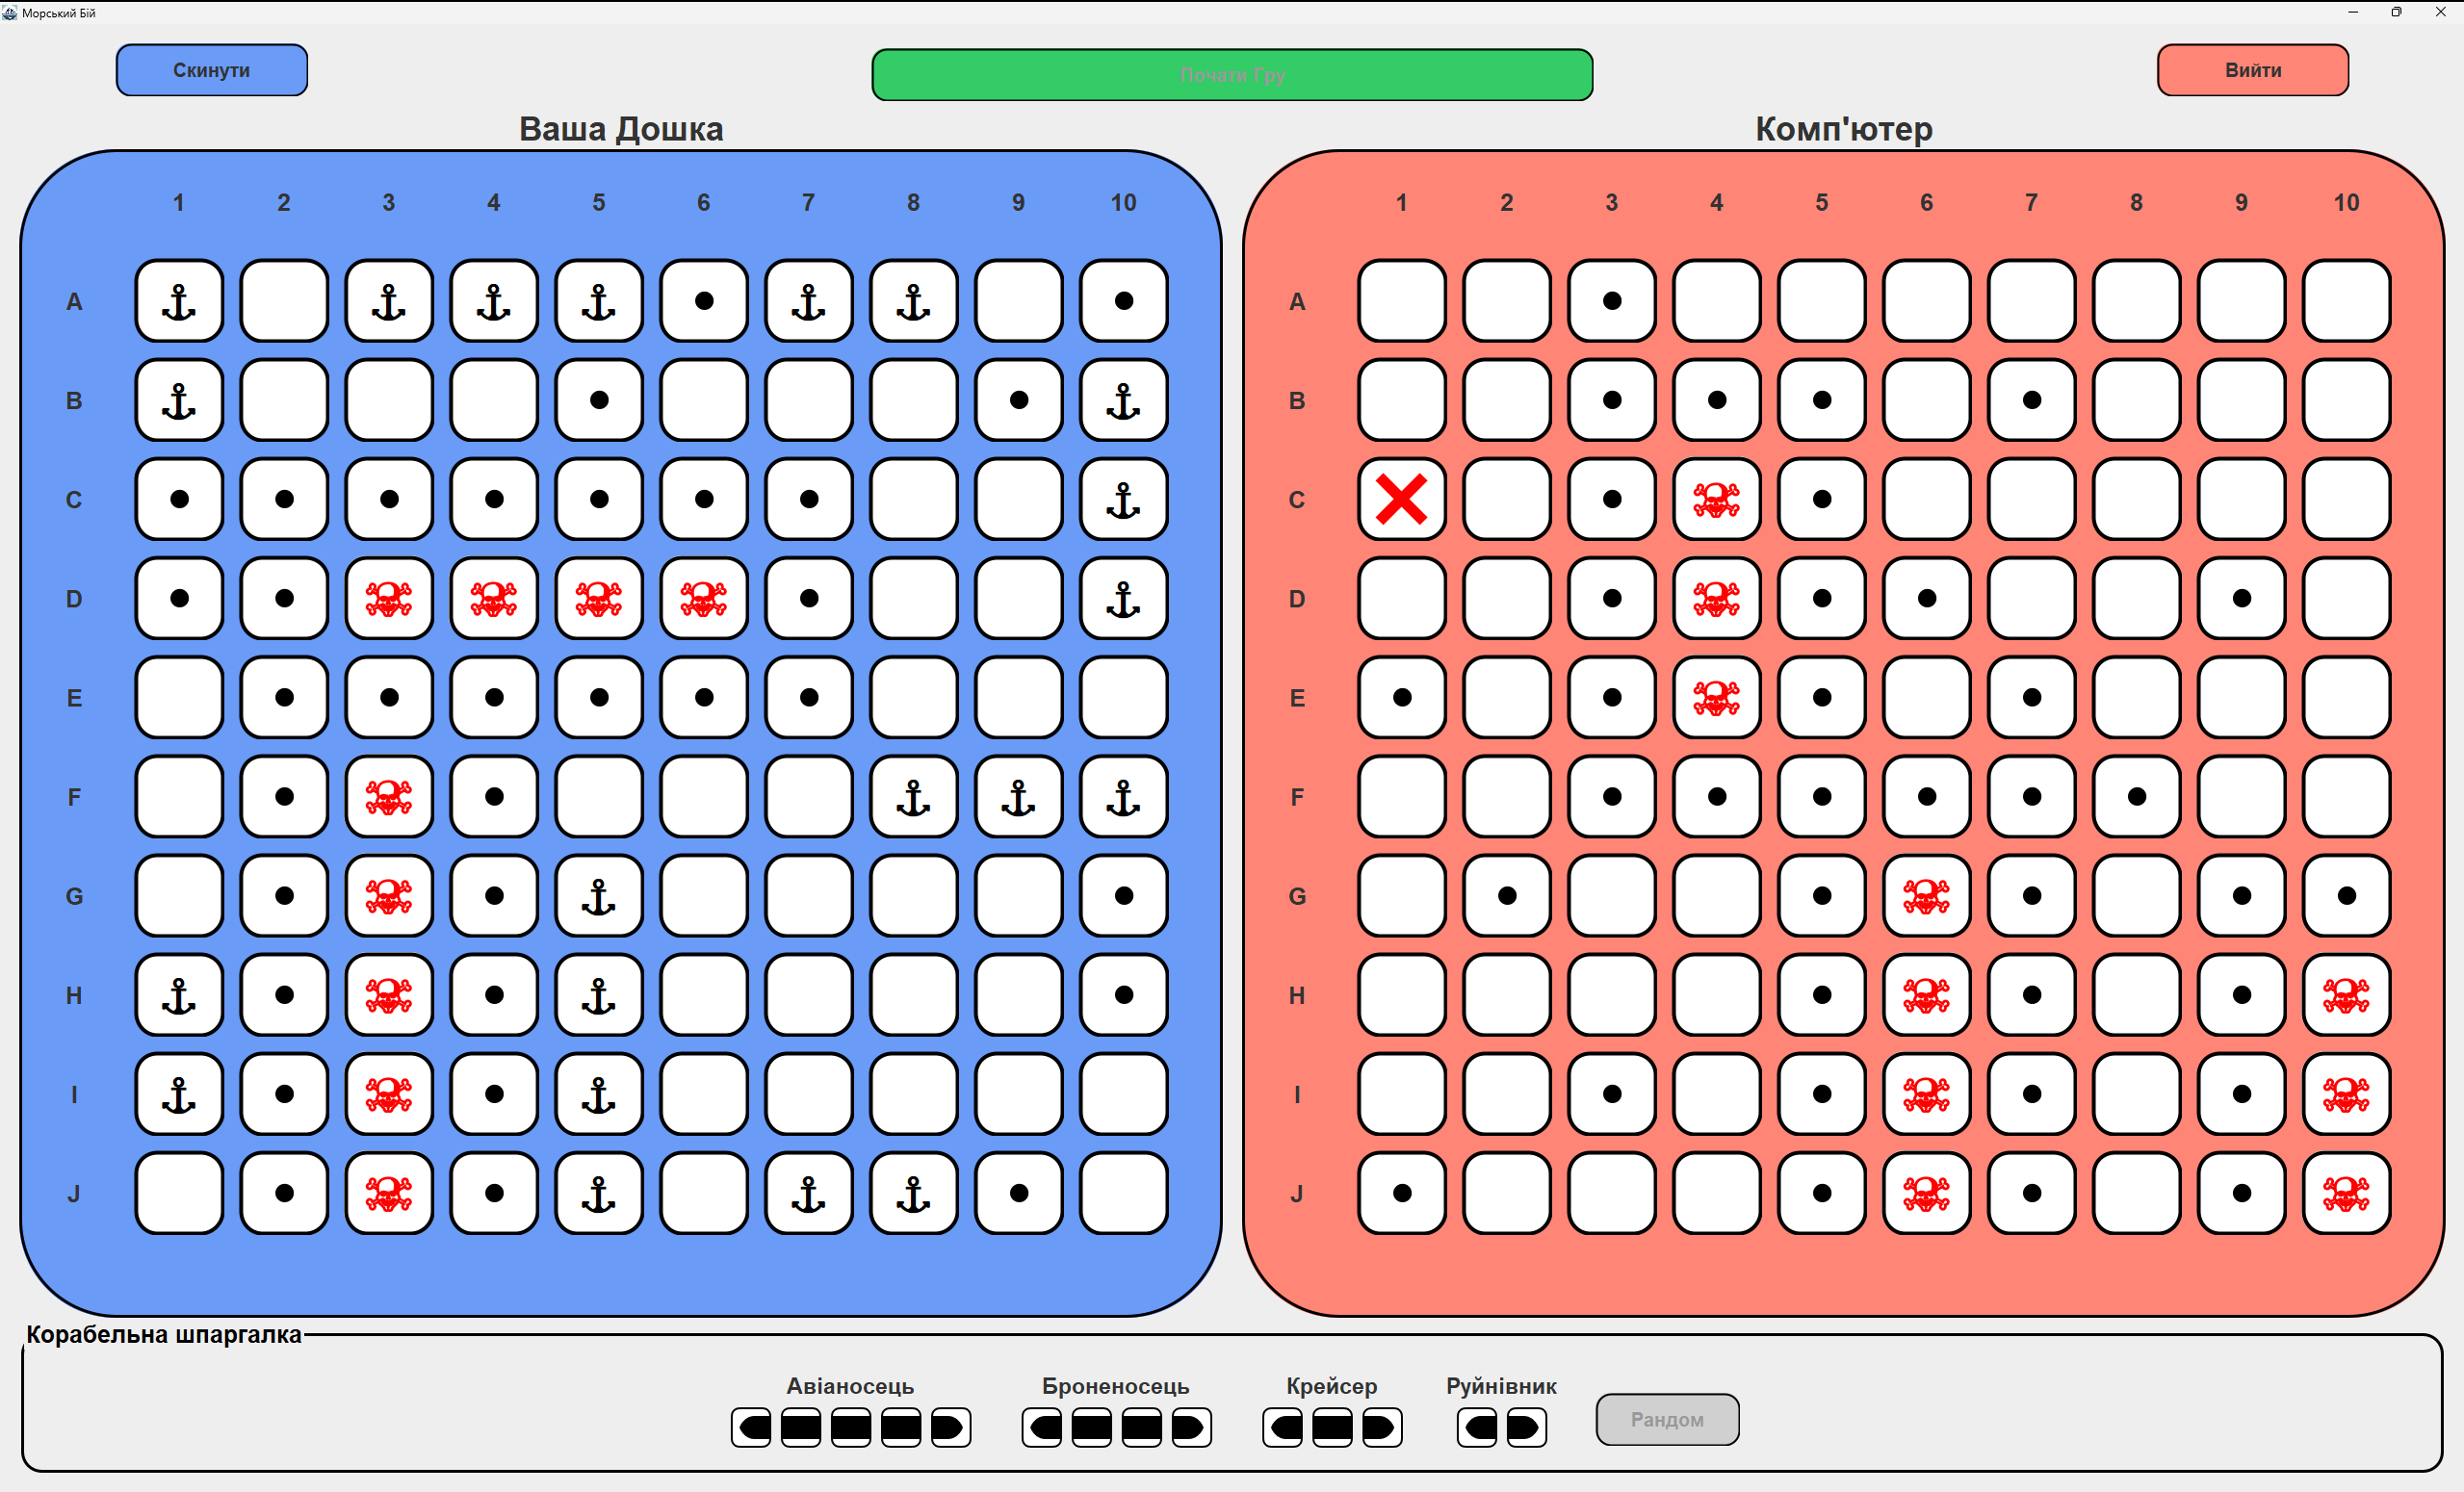 Морський Бій
Скинути
Почати Гру
Вийти
Ваша Дошка
Комп'ютер
1 2 3 4 5 6 7 8 9 10
A
B
C
D
E
F
G
H
I
J
1 2 3 4 5 6 7 8 9 10
A
B
C
D
E
F
G
H
I
J
Корабельна шпаргалка
Авіаносець
Броненосець
Крейсер
Руйнівник
Рандом